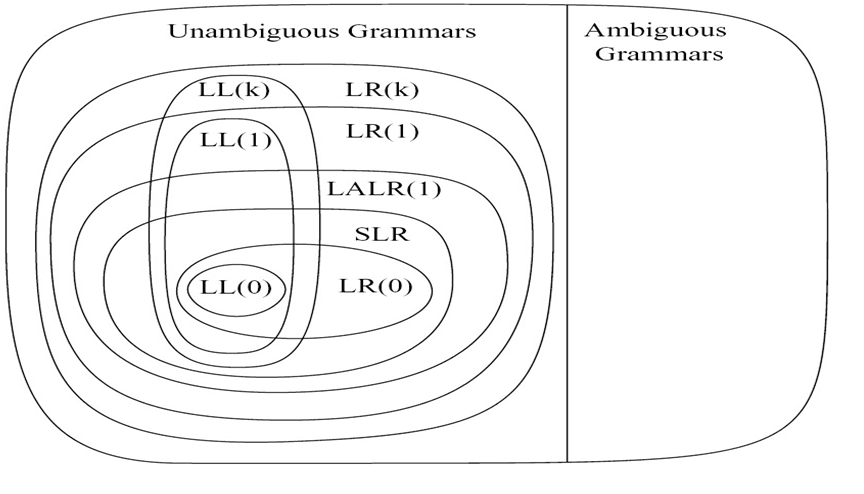 Unambiguous Grammars
Ambiguous
Grammars
LL(k)
LR(k)
LL(1)
LR(1)
LALR(1)
SLR
LL(0)
LR(0)